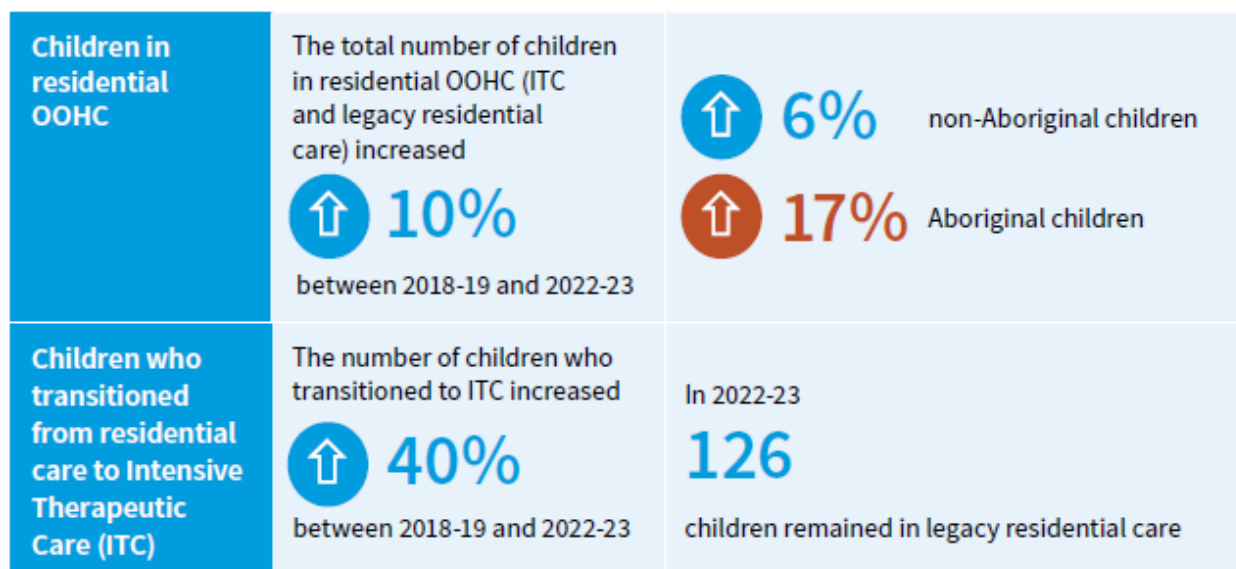 Children in
residential
OOHC
The total number of children
in residential OOHC (ITC
and legacy residential
care) increased
10%
between 2018-19 and 2022-23
6% non-Aboriginal children
17% Aboriginal children
Children who
transitioned
from residential
care to Intensive
Therapeutic
Care (ITC)
The number of children who
transitioned to ITC increased
40%
between 2018-19 and 2022-23
In 2022-23
126
children remained in legacy residential care